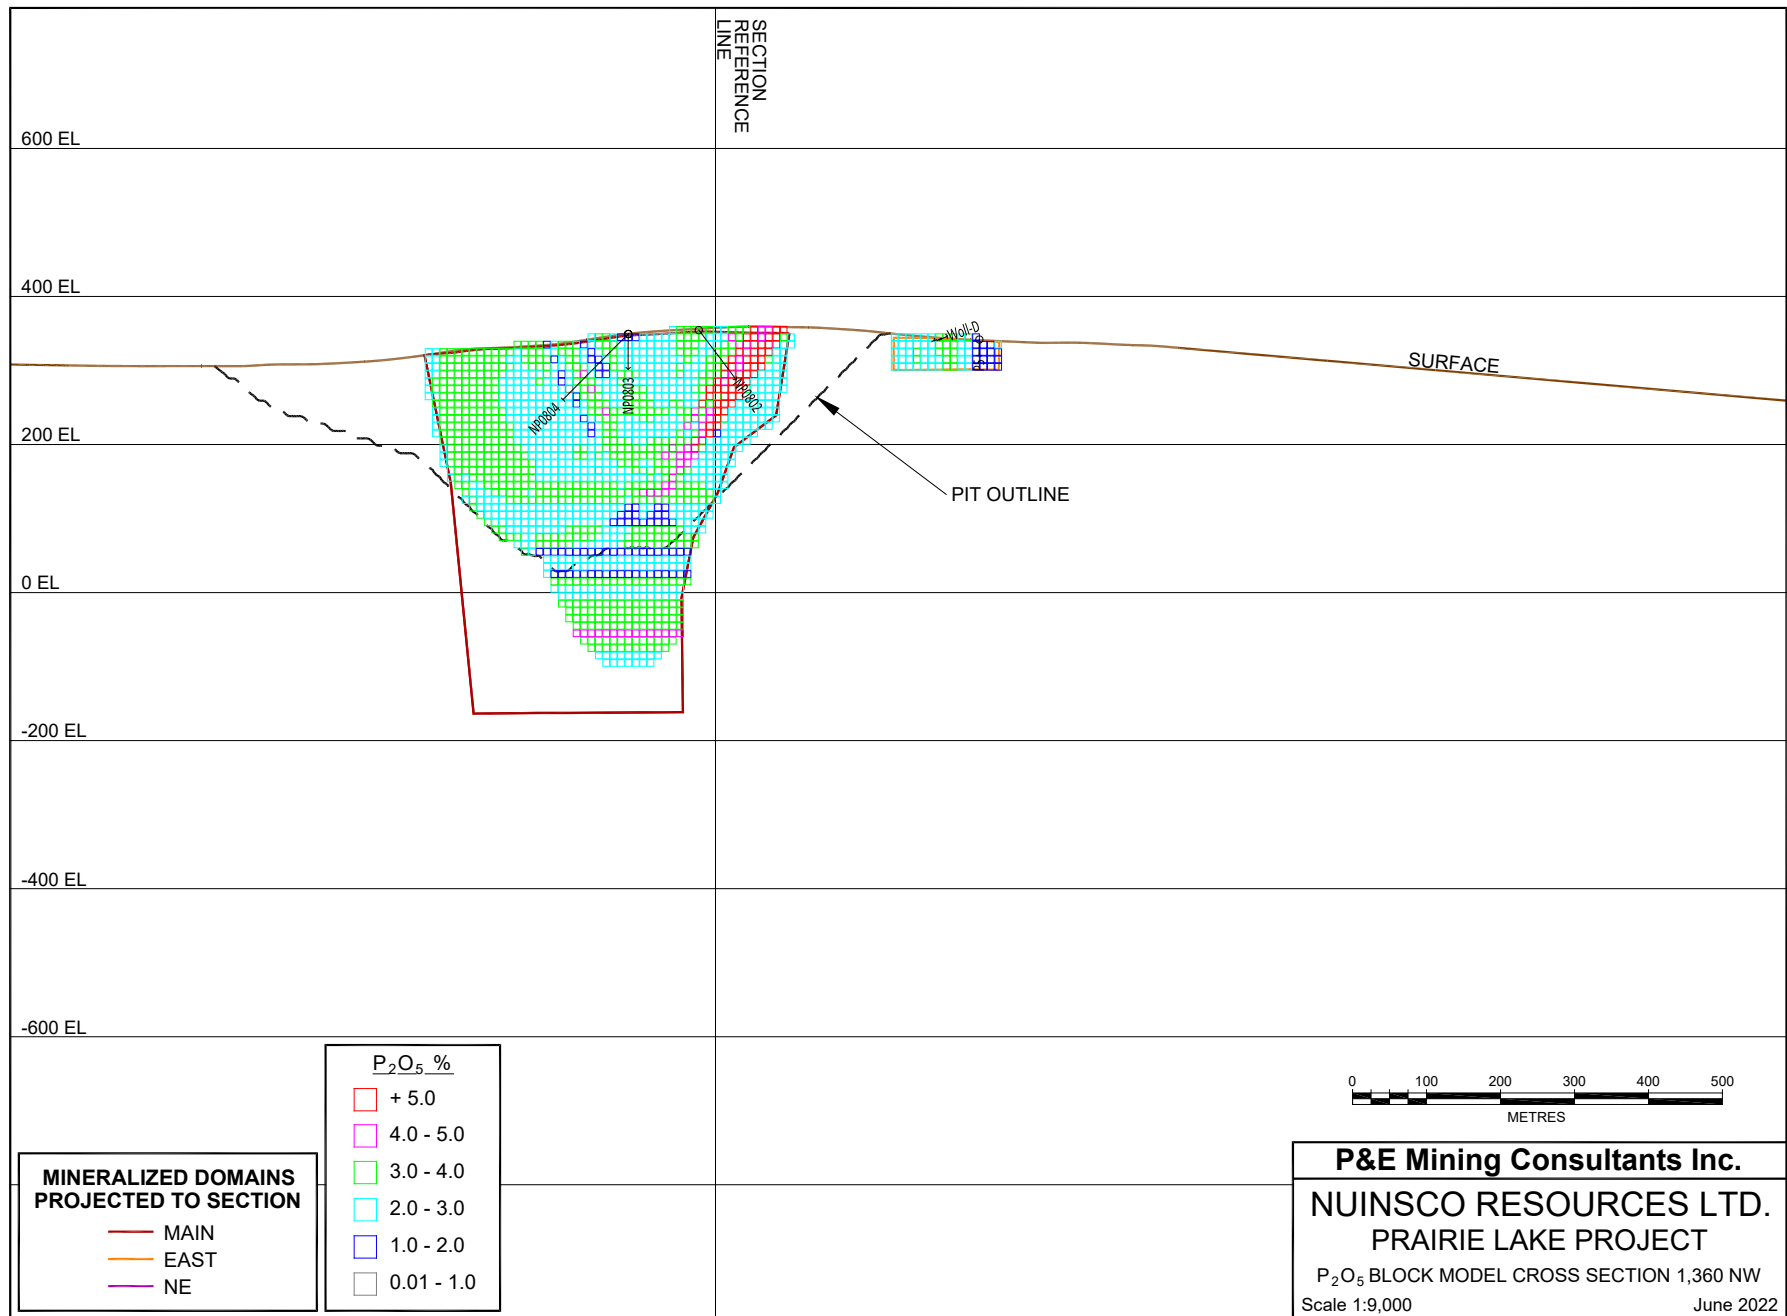 SECTION
REFERENCE
LINE
600 EL
400 EL
200 EL
0 EL
-200 EL
-400 EL
-600 EL
NP0804
NP0803
NP0802
Woll-D
SURFACE
PIT OUTLINE
P₂O₅ %
+ 5.0
4.0 - 5.0
3.0 - 4.0
2.0 - 3.0
1.0 - 2.0
0.01 - 1.0
MINERALIZED DOMAINS
PROJECTED TO SECTION
MAIN
EAST
NE
0 100 200 300 400 500
METRES
P&E Mining Consultants Inc.
NUINSCO RESOURCES LTD.
PRAIRIE LAKE PROJECT
P₂O₅ BLOCK MODEL CROSS SECTION 1,360 NW
Scale 1:9,000 June 2022